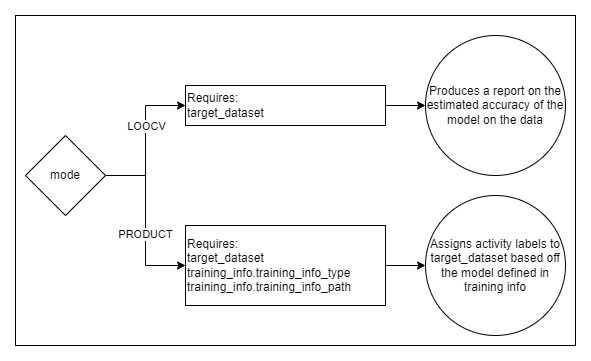 mode
LOOCV
Requires:
target_dataset
Produces a report on the
estimated accuracy of the
model on the data
PRODUCT
Requires:
target_dataset
training_info.training_info_type
training_info.training_info_path
Assigns activity labels to
target_dataset based off
the model defined in
training info